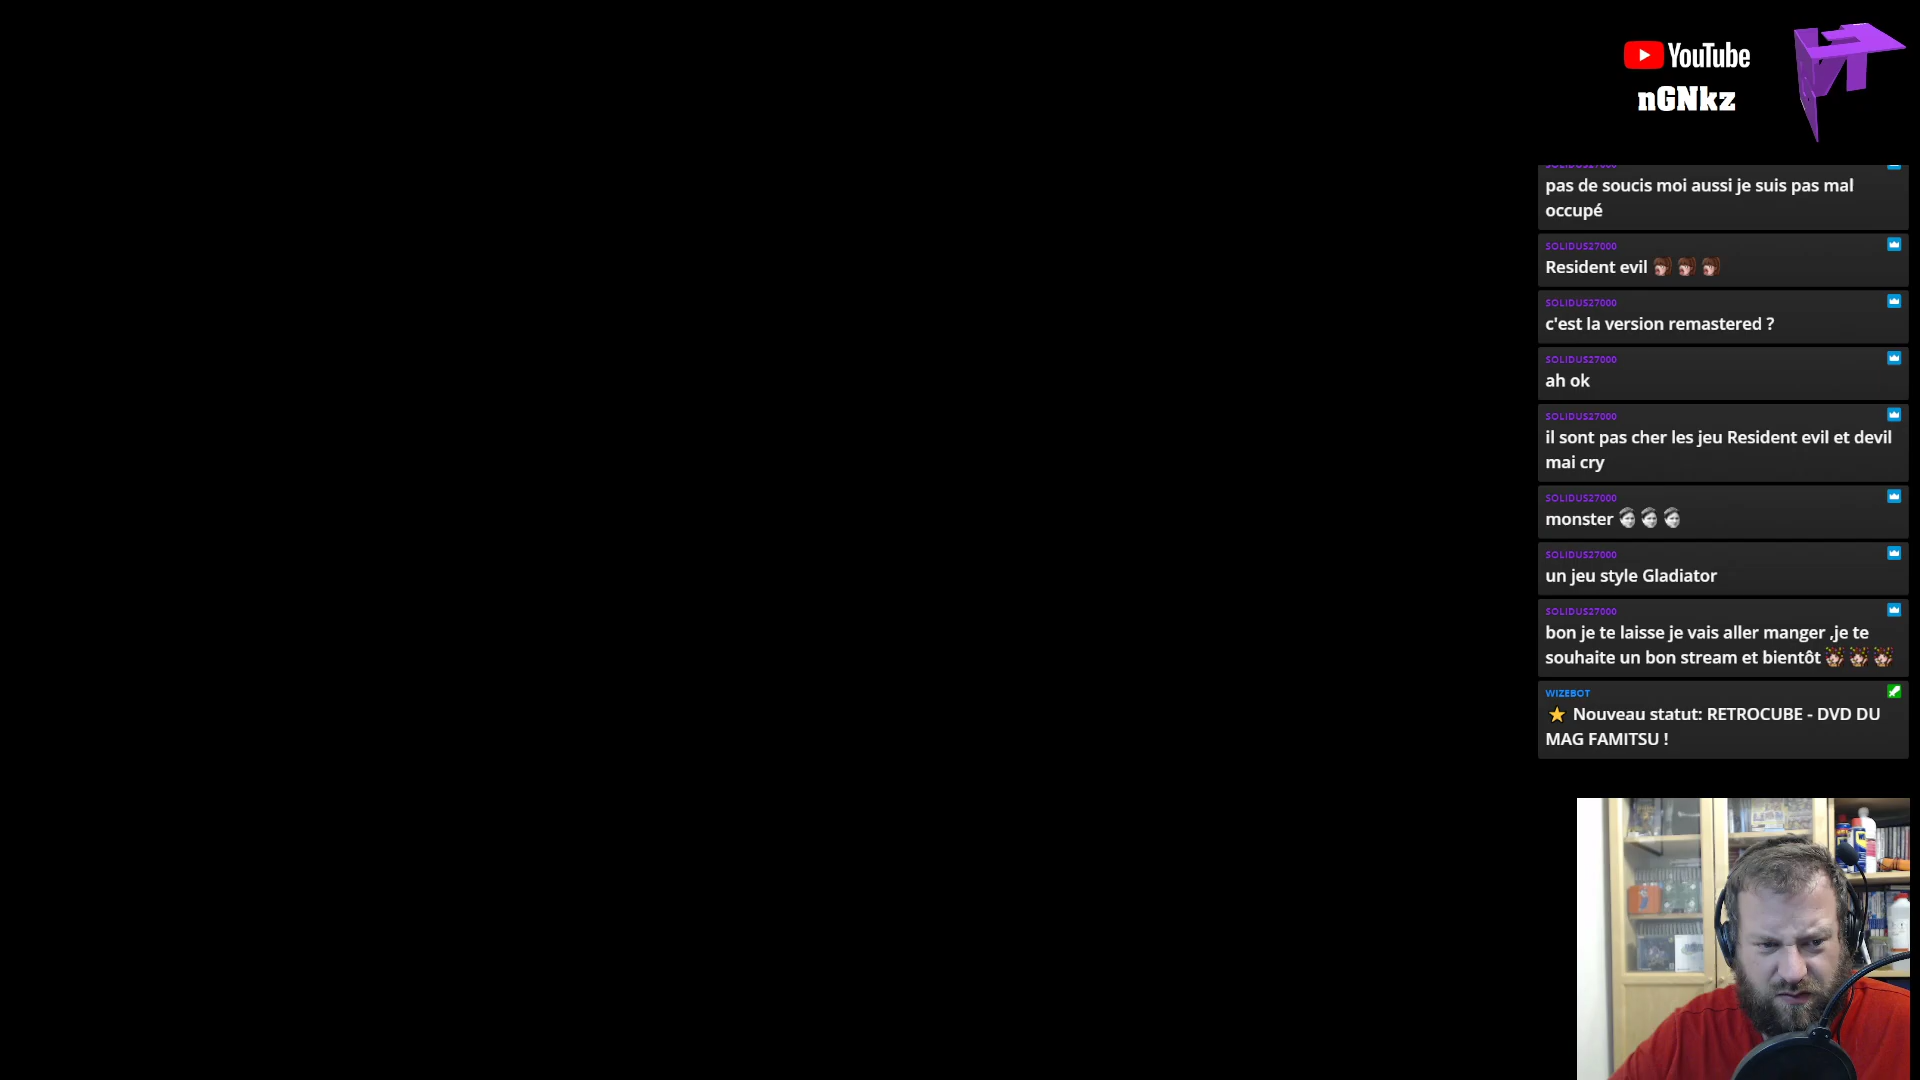 YouTube
nGNkz
SOLIDUS27000
pas de soucis moi aussi je suis pas mal
occupé
SOLIDUS27000
Resident evil
SOLIDUS27000
c'est la version remastered ?
SOLIDUS27000
ah ok
SOLIDUS27000
il sont pas cher les jeu Resident evil et devil
mai cry
SOLIDUS27000
monster
SOLIDUS27000
un jeu style Gladiator
SOLIDUS27000
bon je te laisse je vais aller manger ,je te
souhaite un bon stream et bientôt
WIZEBOT
Nouveau statut: RETROCUBE - DVD DU
MAG FAMITSU !